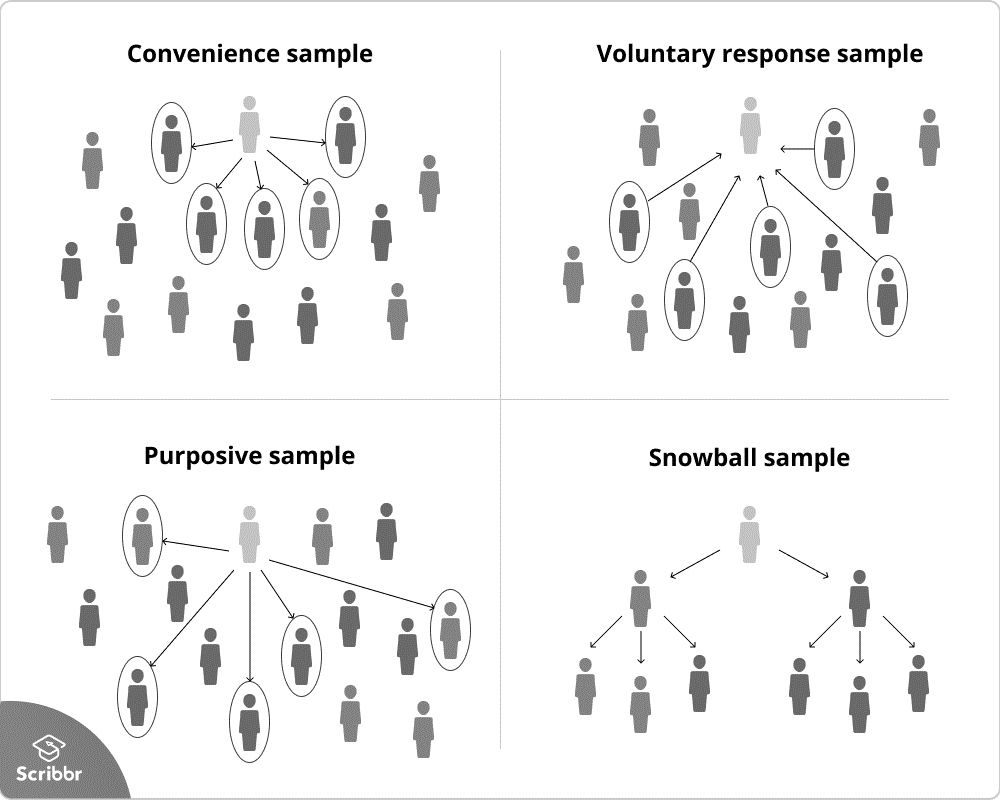 Convenience sample
Voluntary response sample
Purposive sample
Snowball sample
Scribbr